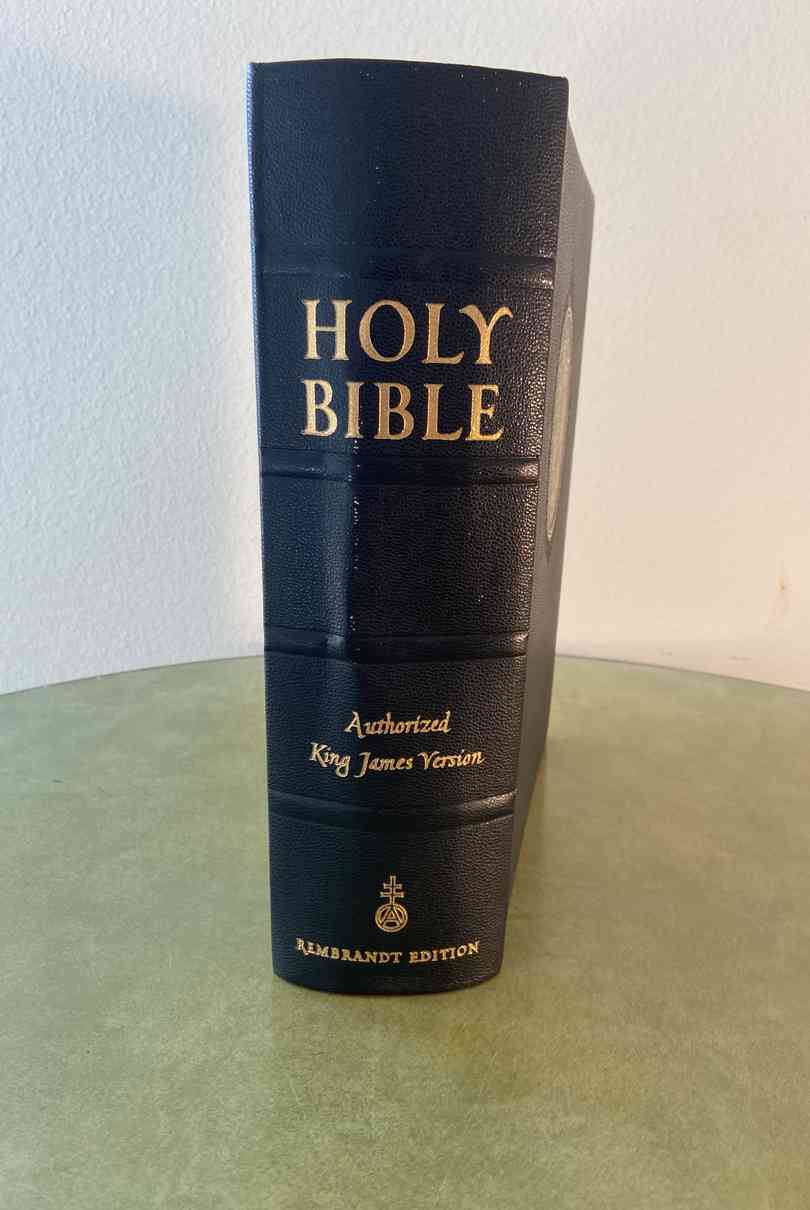 HOLY
BIBLE
Authorized
King James Version
A
REMBRANDT EDITION